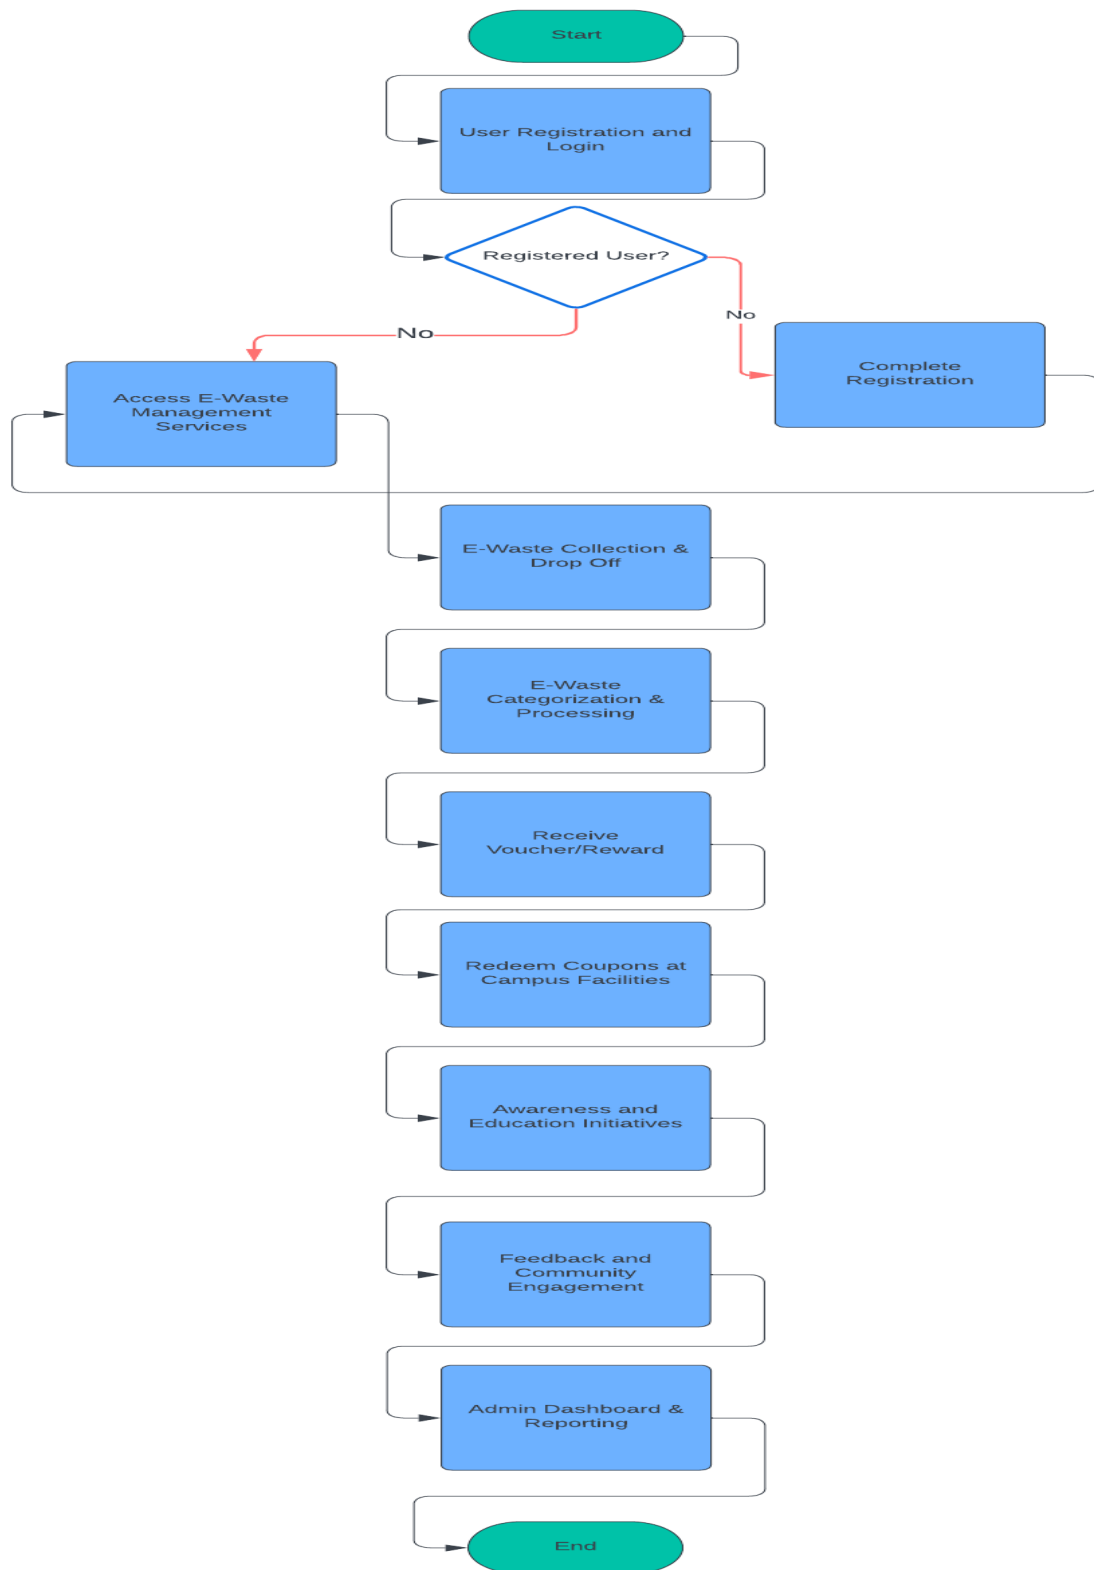 Start
User Registration and
Login
Registered User?
No
No
Complete
Registration
Access E-Waste
Management
Services
E-Waste Collection &
Drop Off
E-Waste
Categorization &
Processing
Receive
Voucher/Reward
Redeem Coupons at
Campus Facilities
Awareness and
Education Initiatives
Feedback and
Community
Engagement
Admin Dashboard &
Reporting
End